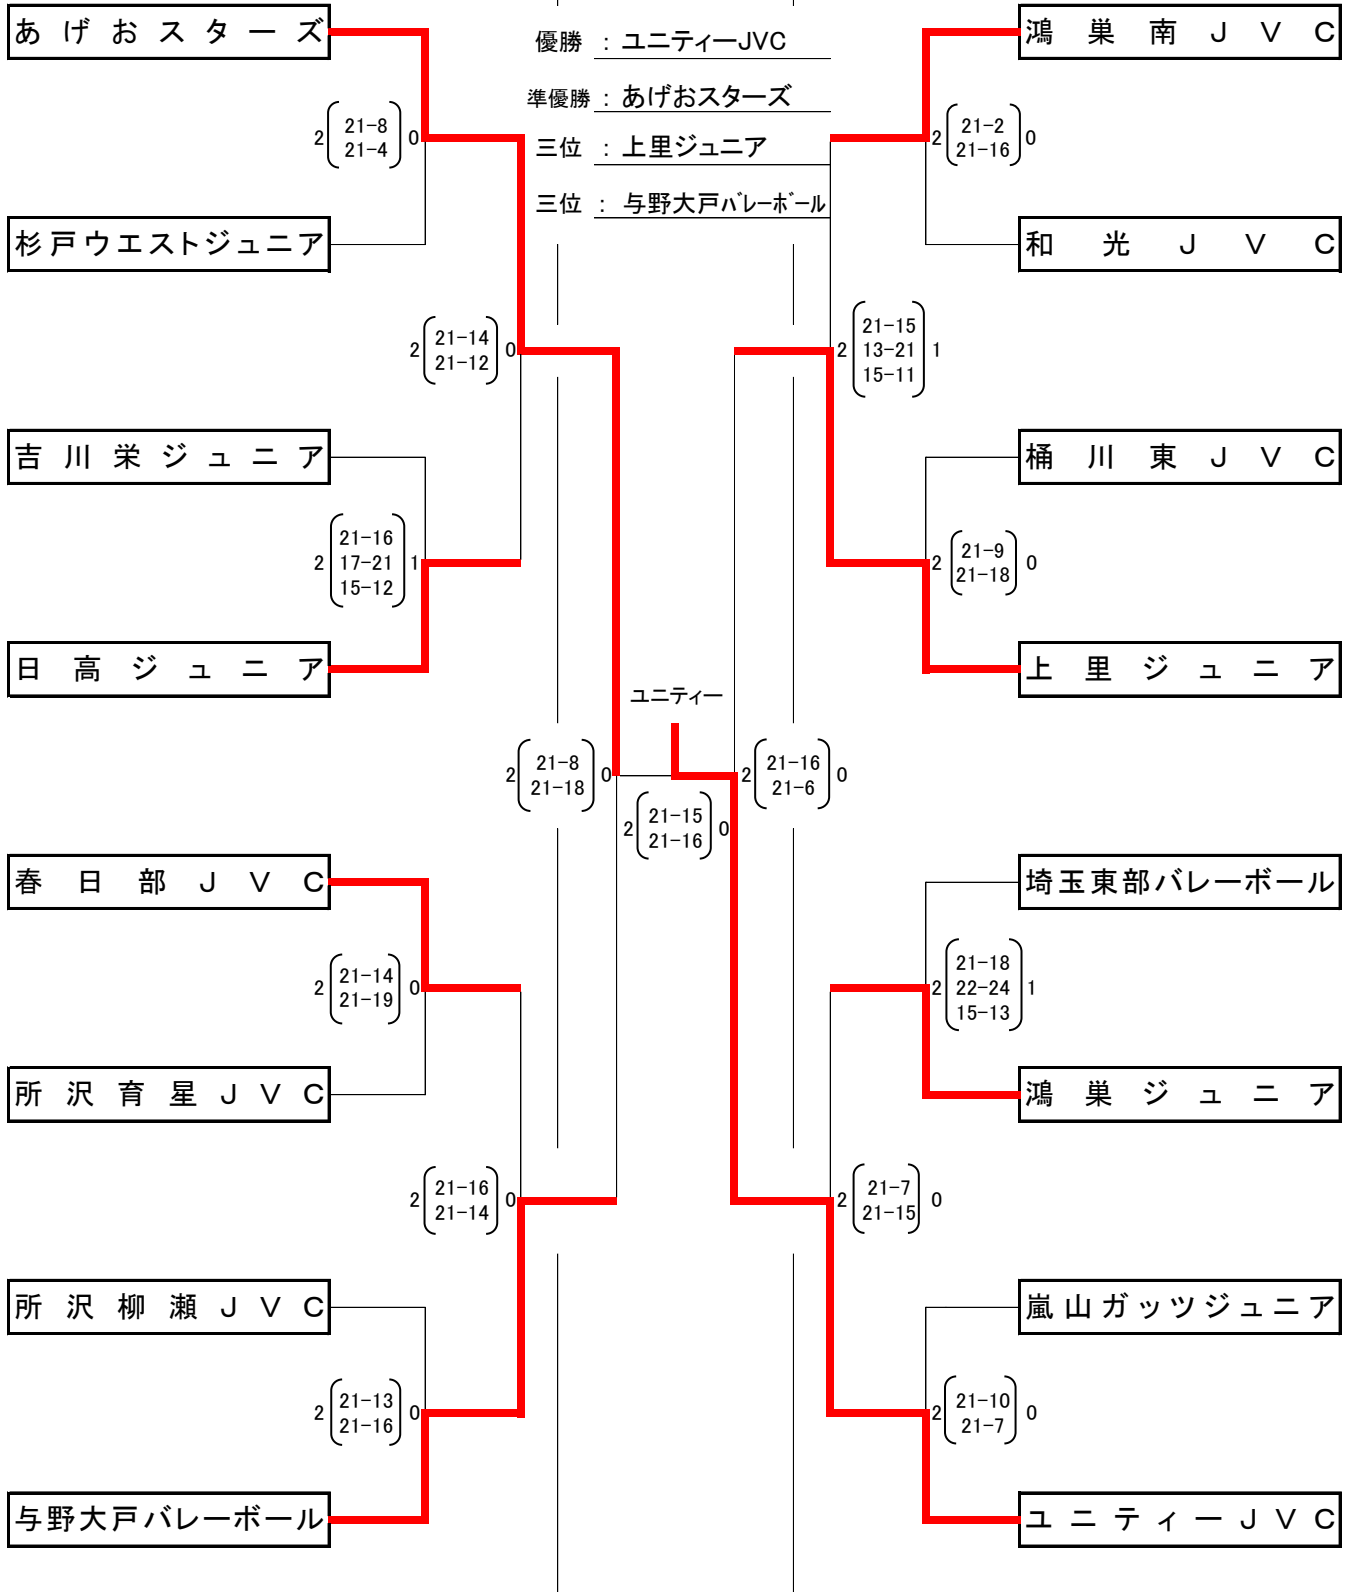 優勝 : ユニティーJVC
準優勝 : あげおスターズ
三位 : 上里ジュニア
三位 : 与野大戸バレーボール
あげおスターズ
2 21-8 0
21-4
杉戸ウエストジュニア
2 21-14 0
21-12
吉川栄ジュニア
21-16
2 17-21 1
15-12
日高ジュニア
2 21-8 0
21-18
春日部JVC
2 21-14 0
21-19
所沢育星JVC
2 21-16 0
21-14
所沢柳瀬JVC
2 21-13 0
21-16
与野大戸バレーボール
ユニティー
2 21-15 0
21-16
鴻巣南JVC
2 21-2 0
21-16
和光JVC
21-15
2 13-21 1
15-11
桶川東JVC
2 21-9 0
21-18
上里ジュニア
2 21-16 0
21-6
埼玉東部バレーボール
21-18
2 22-24 1
15-13
鴻巣ジュニア
2 21-7 0
21-15
嵐山ガッツジュニア
2 21-10 0
21-7
ユニティーJVC